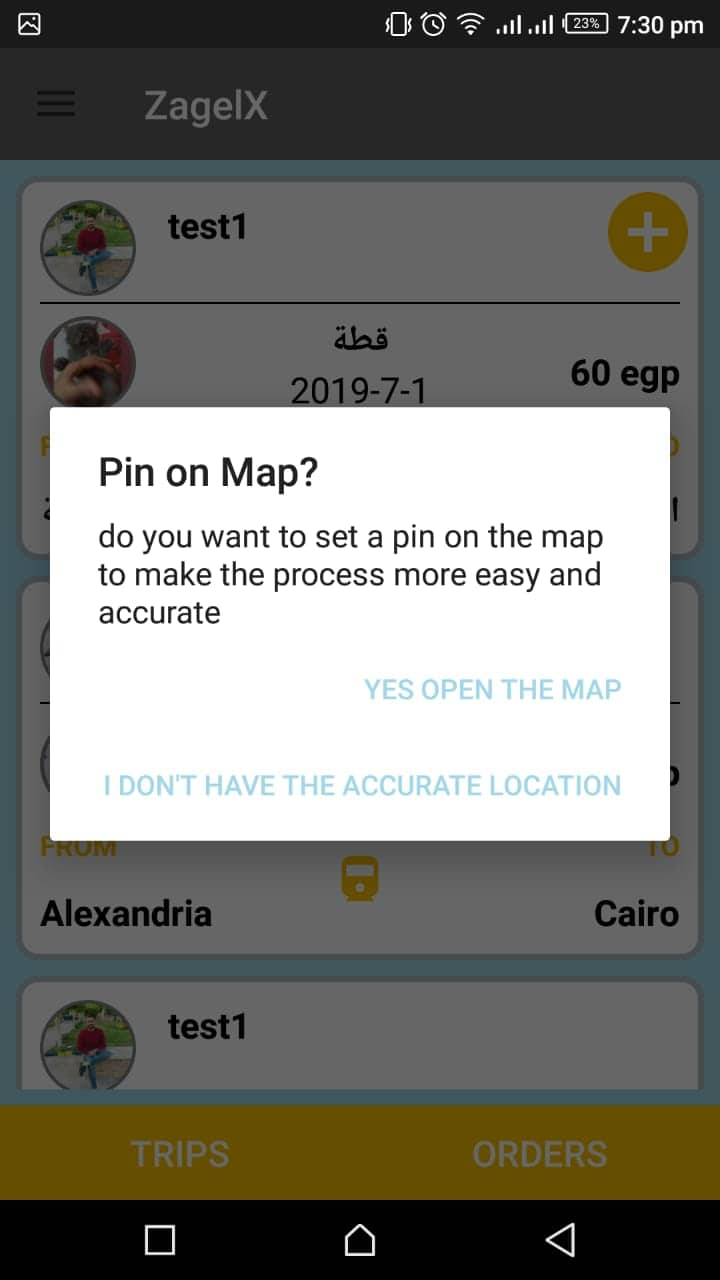 23% 7:30 pm
ZagelX
test1
قطة
60 egp
2019-7-1
Pin on Map?
do you want to set a pin on the map
to make the process more easy and
accurate
YES OPEN THE MAP
I DON'T HAVE THE ACCURATE LOCATION
FROM
TO
Alexandria
Cairo
test1
TRIPS
ORDERS